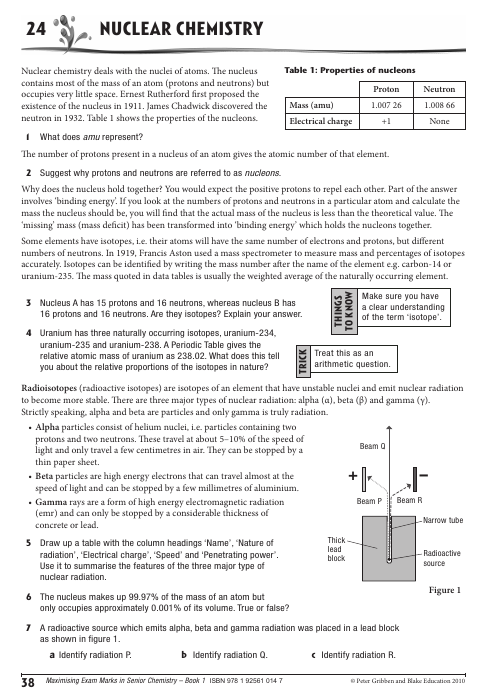 24 NUCLEAR CHEMISTRY
Nuclear chemistry deals with the nuclei of atoms. The nucleus
contains most of the mass of an atom (protons and neutrons) but
occupies very little space. Ernest Rutherford first proposed the
existence of the nucleus in 1911. James Chadwick discovered the
neutron in 1932. Table 1 shows the properties of the nucleons.
Table 1: Properties of nucleons
Proton Neutron
Mass (amu) 1.007 26 1.008 66
Electrical charge +1 None
1 What does amu represent?
The number of protons present in a nucleus of an atom gives the atomic number of that element.
2 Suggest why protons and neutrons are referred to as nucleons.
Why does the nucleus hold together? You would expect the positive protons to repel each other. Part of the answer
involves 'binding energy'. If you look at the numbers of protons and neutrons in a particular atom and calculate the
mass the nucleus should be, you will find that the actual mass of the nucleus is less than the theoretical value. The
'missing' mass (mass deficit) has been transformed into 'binding energy' which holds the nucleons together.
Some elements have isotopes, i.e. their atoms will have the same number of electrons and protons, but different
numbers of neutrons. In 1919, Francis Aston used a mass spectrometer to measure mass and percentages of isotopes
accurately. Isotopes can be identified by writing the mass number after the name of the element e.g. carbon-14 or
uranium-235. The mass quoted in data tables is usually the weighted average of the naturally occurring element.
3 Nucleus A has 15 protons and 16 neutrons, whereas nucleus B has
16 protons and 16 neutrons. Are they isotopes? Explain your answer.
THINGS
TO KNOW
Make sure you have
a clear understanding
of the term 'isotope'.
4 Uranium has three naturally occurring isotopes, uranium-234,
uranium-235 and uranium-238. A Periodic Table gives the
relative atomic mass of uranium as 238.02. What does this tell
you about the relative proportions of the isotopes in nature?
TRICK
Treat this as an
arithmetic question.
Radioisotopes (radioactive isotopes) are isotopes of an element that have unstable nuclei and emit nuclear radiation
to become more stable. There are three major types of nuclear radiation: alpha (α), beta (β) and gamma (γ).
Strictly speaking, alpha and beta are particles and only gamma is truly radiation.
• Alpha particles consist of helium nuclei, i.e. particles containing two
protons and two neutrons. These travel at about 5–10% of the speed of
light and only travel a few centimetres in air. They can be stopped by a
thin paper sheet.
• Beta particles are high energy electrons that can travel almost at the
speed of light and can be stopped by a few millimetres of aluminium.
• Gamma rays are a form of high energy electromagnetic radiation
(emr) and can only be stopped by a considerable thickness of
concrete or lead.
5 Draw up a table with the column headings 'Name', 'Nature of
radiation', 'Electrical charge', 'Speed' and 'Penetrating power'.
Use it to summarise the features of the three major type of
nuclear radiation.
6 The nucleus makes up 99.97% of the mass of an atom but
only occupies approximately 0.001% of its volume. True or false?
Beam Q
+ −
Beam P Beam R
Narrow tube
Thick
lead
block
Radioactive
source
Figure 1
7 A radioactive source which emits alpha, beta and gamma radiation was placed in a lead block
as shown in figure 1.
a Identify radiation P. b Identify radiation Q. c Identify radiation R.
38 Maximising Exam Marks in Senior Chemistry – Book 1 ISBN 978 1 92561 014 7 © Peter Gribben and Blake Education 2010